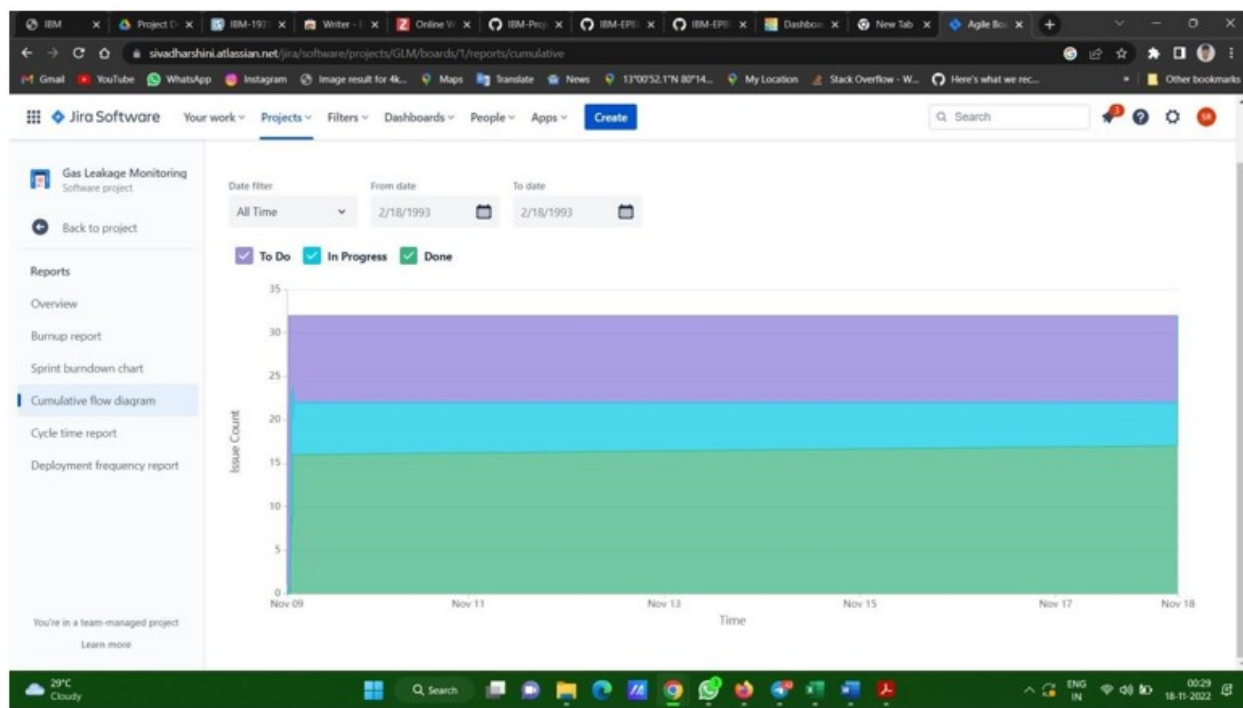 IBM
Project D
IBM-1931
Writer - I
Online W
IBM-Proj
IBM-EPB
IBM-EPB
Dashboa
New Tab
Agile Boa
sivadharshini.atlassian.net/jira/software/projects/GLM/boards/1/reports/cumulative
Gmail YouTube WhatsApp Instagram Image result for 4k... Maps Translate News 13°00'52.1"N 80°14... My Location Stack Overflow - W... Here's what we rec... Other bookmarks
Jira Software Your work Projects Filters Dashboards People Apps Create Search 3 SR
Gas Leakage Monitoring
Software project
Back to project
Reports
Overview
Burnup report
Sprint burndown chart
Cumulative flow diagram
Cycle time report
Deployment frequency report
You're in a team-managed project
Learn more
Date filter From date To date
All Time 2/18/1993 2/18/1993
To Do In Progress Done
35
30
25
20
15
10
5
0
Issue Count
Nov 09 Nov 11 Nov 13 Nov 15 Nov 17 Nov 18
Time
29°C
Cloudy
Search
ENG
IN
00:29
18-11-2022